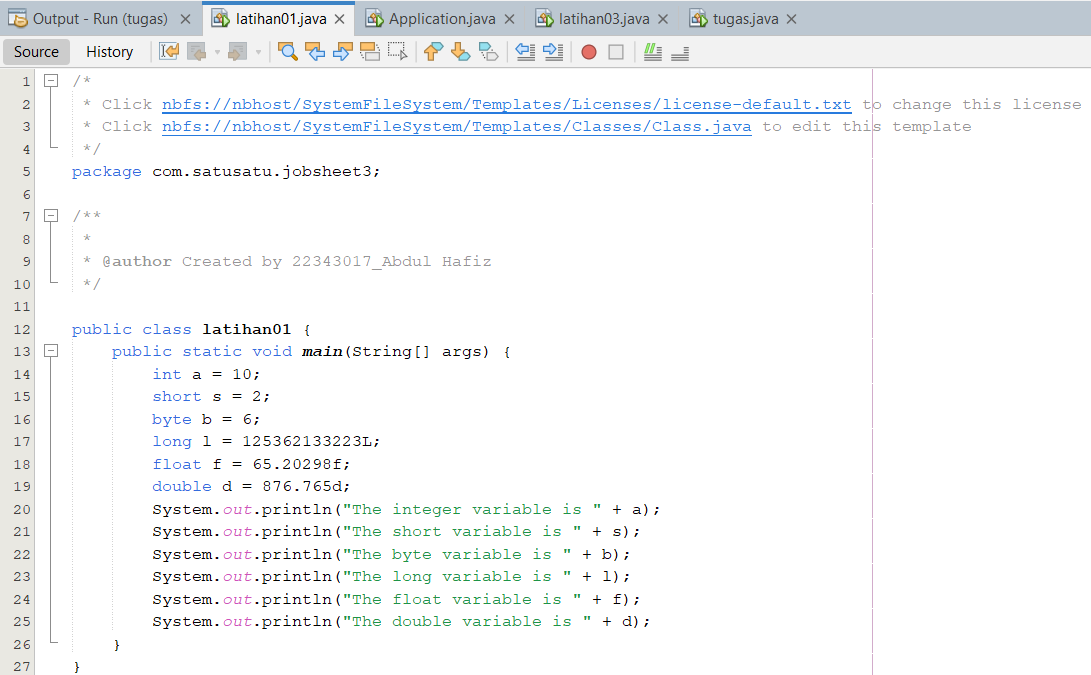 Output - Run (tugas) × latihan01.java × Application.java × latihan03.java × tugas.java ×
Source History
1 /*
2 * Click nbfs://nbhost/SystemFileSystem/Templates/Licenses/license-default.txt to change this license
3 * Click nbfs://nbhost/SystemFileSystem/Templates/Classes/Class.java to edit this template
4 */
5 package com.satusatu.jobsheet3;
6
7 /**
8 *
9 * @author Created by 22343017_Abdul Hafiz
10 */
11
12 public class latihan01 {
13 public static void main(String[] args) {
14 int a = 10;
15 short s = 2;
16 byte b = 6;
17 long l = 125362133223L;
18 float f = 65.20298f;
19 double d = 876.765d;
20 System.out.println("The integer variable is " + a);
21 System.out.println("The short variable is " + s);
22 System.out.println("The byte variable is " + b);
23 System.out.println("The long variable is " + l);
24 System.out.println("The float variable is " + f);
25 System.out.println("The double variable is " + d);
26 }
27 }